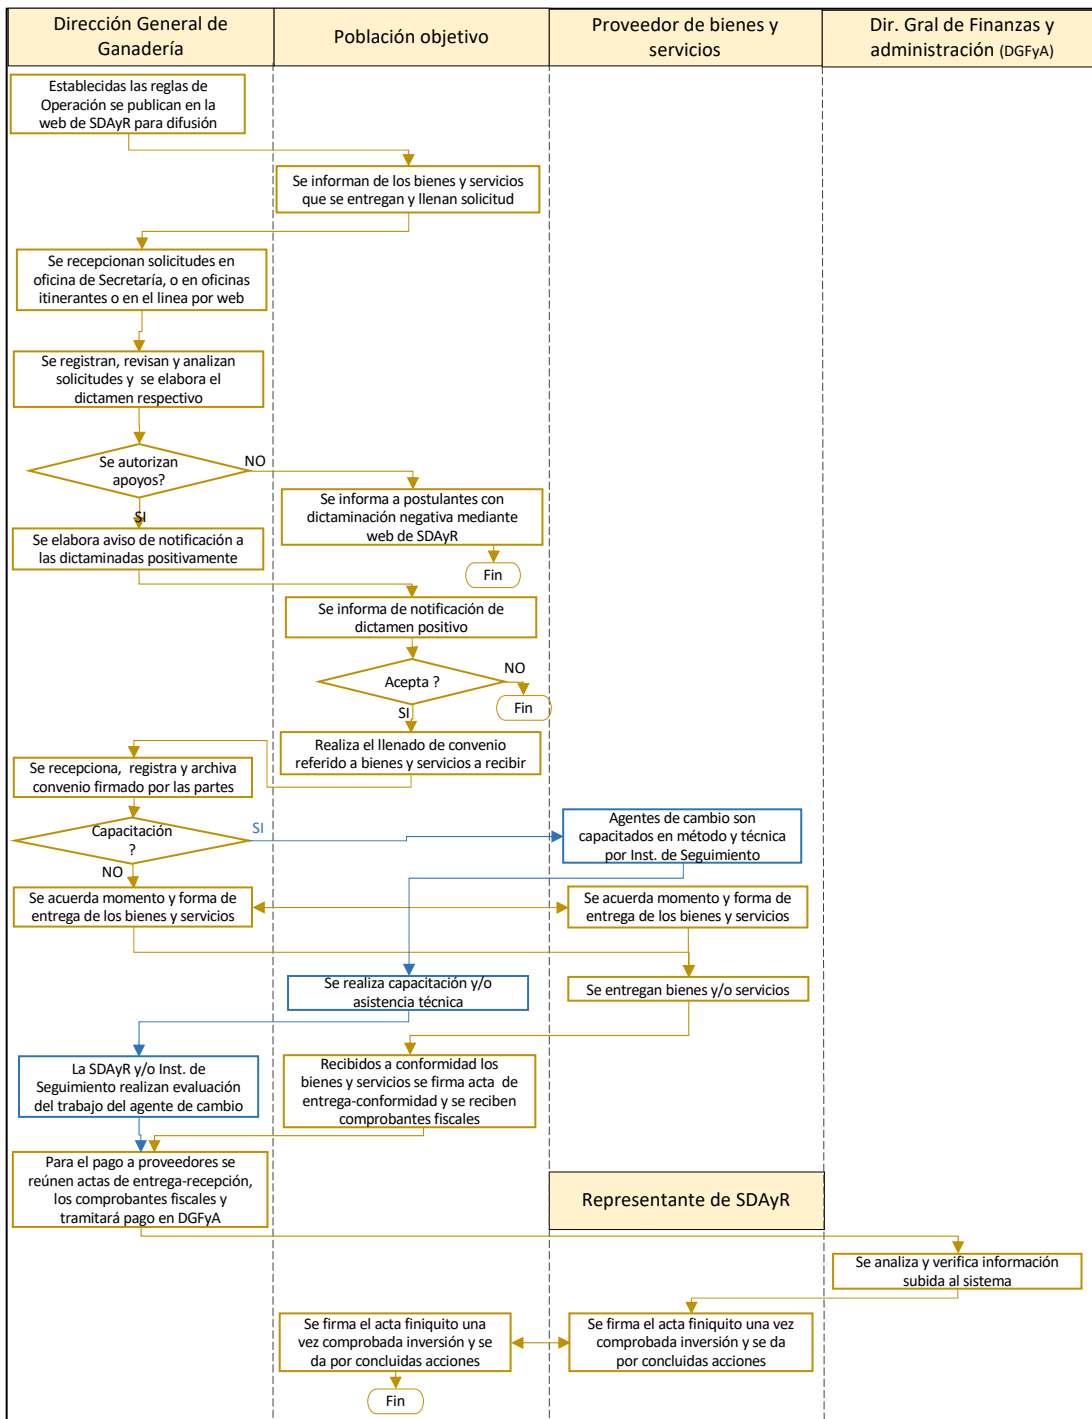 Dirección General de
Ganadería
Población objetivo
Proveedor de bienes y
servicios
Dir. Gral de Finanzas y
administración (DGFyA)
Establecidas las reglas de
Operación se publican en la
web de SDAyR para difusión
Se informan de los bienes y servicios
que se entregan y llenan solicitud
Se recepcionan solicitudes en
oficina de Secretaría, o en oficinas
itinerantes o en el linea por web
Se registran, revisan y analizan
solicitudes y se elabora el
dictamen respectivo
Se autorizan
apoyos?
NO
SI
Se informa a postulantes con
dictaminación negativa mediante
web de SDAyR
Fin
Se elabora aviso de notificación a
las dictaminadas positivamente
Se informa de notificación de
dictamen positivo
Acepta ?
NO
Fin
SI
Realiza el llenado de convenio
referido a bienes y servicios a recibir
Se recepciona, registra y archiva
convenio firmado por las partes
Capacitación
?
SI
NO
Agentes de cambio son
capacitados en método y técnica
por Inst. de Seguimiento
Se acuerda momento y forma de
entrega de los bienes y servicios
Se acuerda momento y forma de
entrega de los bienes y servicios
Se realiza capacitación y/o
asistencia técnica
Se entregan bienes y/o servicios
La SDAyR y/o Inst. de
Seguimiento realizan evaluación
del trabajo del agente de cambio
Recibidos a conformidad los
bienes y servicios se firma acta de
entrega-conformidad y se reciben
comprobantes fiscales
Para el pago a proveedores se
reúnen actas de entrega-recepción,
los comprobantes fiscales y
tramitará pago en DGFyA
Representante de SDAyR
Se analiza y verifica información
subida al sistema
Se firma el acta finiquito una
vez comprobada inversión y se
da por concluidas acciones
Se firma el acta finiquito una vez
comprobada inversión y se da
por concluidas acciones
Fin